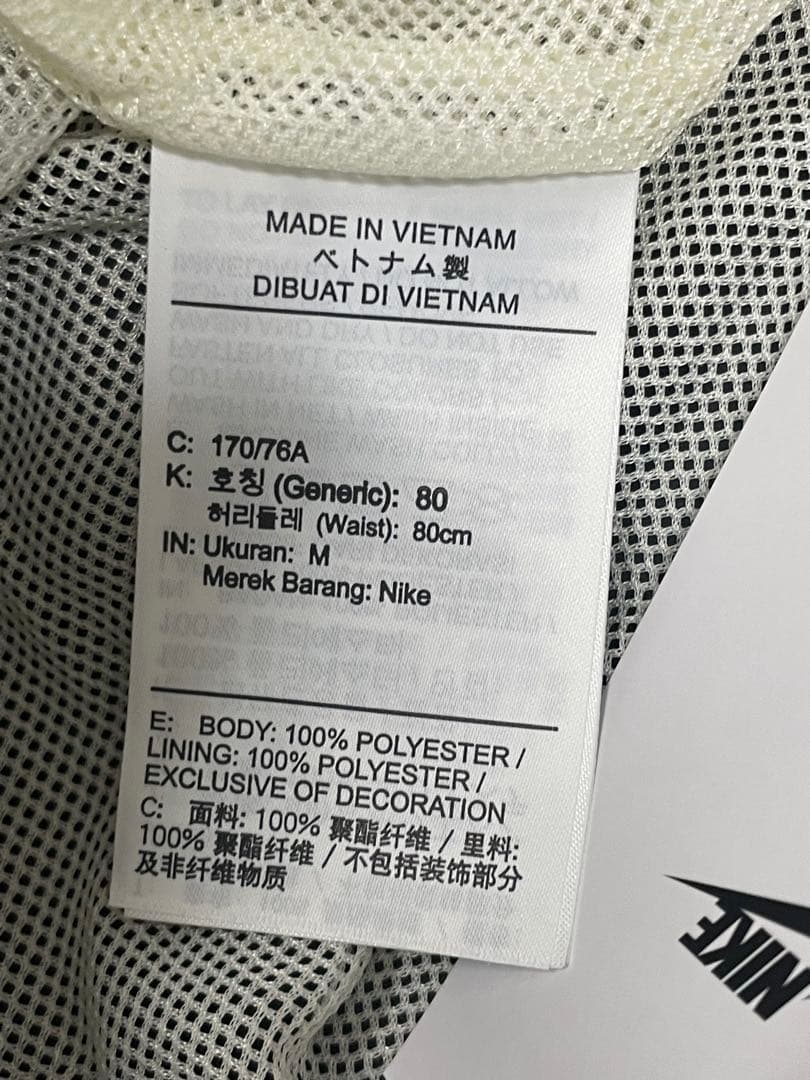 MADE IN VIETNAM
ベトナム製
DIBUAT DI VIETNAM
C: 170/76A
K: 호칭 (Generic): 80
허리둘레 (Waist): 80cm
IN: Ukuran: M
Merek Barang: Nike
E: BODY: 100% POLYESTER /
LINING: 100% POLYESTER /
EXCLUSIVE OF DECORATION
C: 面料: 100% 聚酯纤维 / 里料:
100% 聚酯纤维 / 不包括装饰部分
及非纤维物质
NIKE